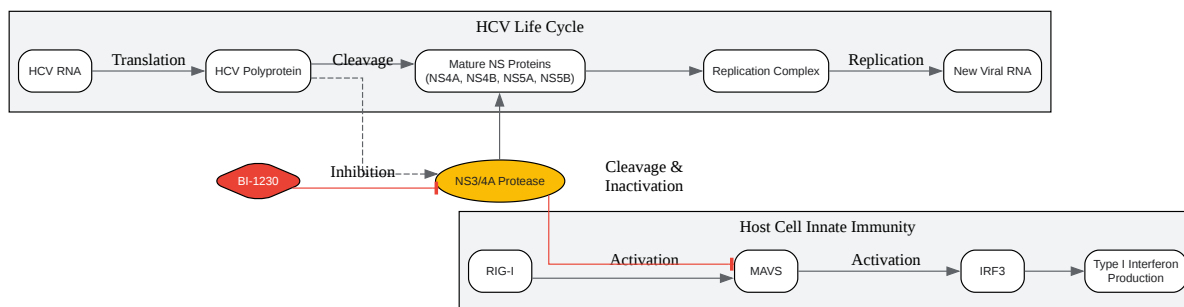 HCV Life Cycle
HCV RNA
Translation
HCV Polyprotein
Cleavage
Mature NS Proteins
(NS4A, NS4B, NS5A, NS5B)
Replication Complex
Replication
New Viral RNA
BI-1230
Inhibition
NS3/4A Protease
Cleavage &
Inactivation
Host Cell Innate Immunity
RIG-I
Activation
MAVS
Activation
IRF3
Type I Interferon
Production